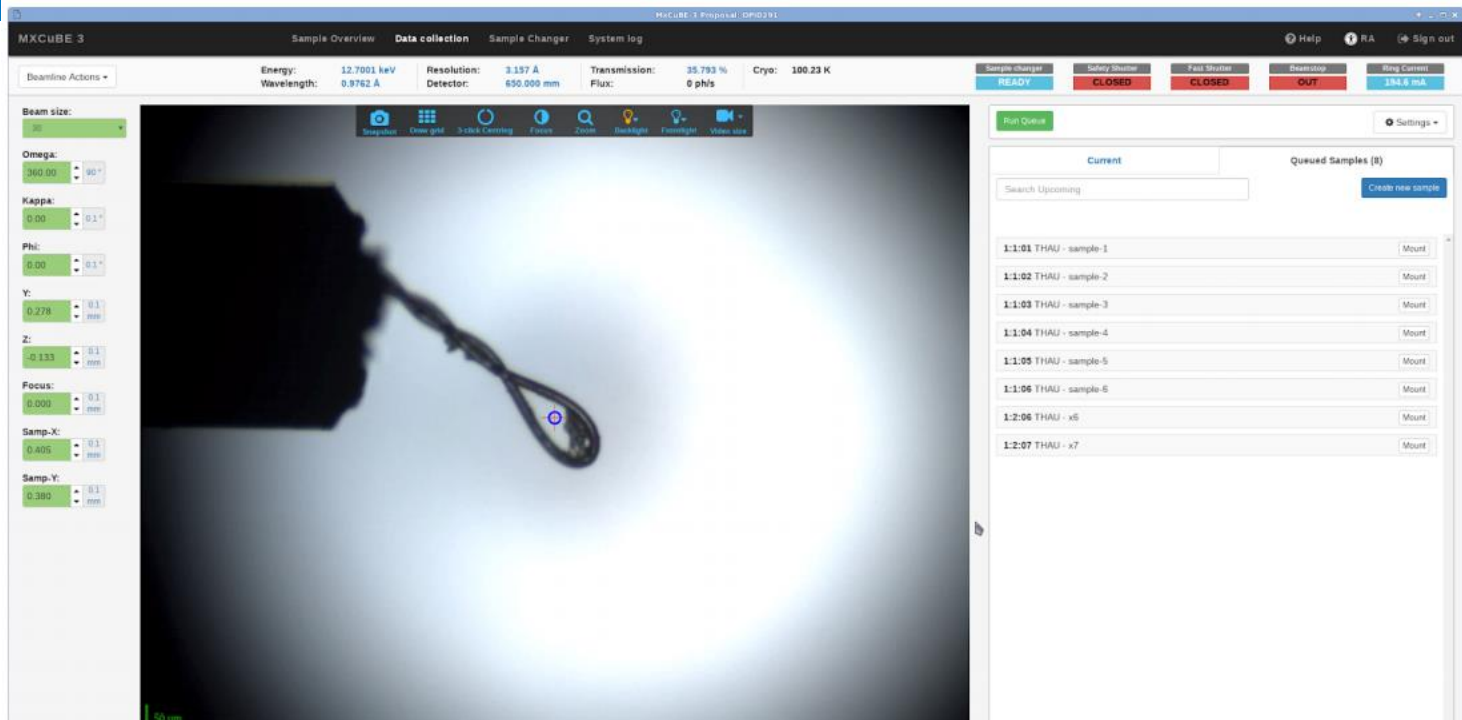 MXCuBE-3 Proposal: OPID291
MXCuBE 3 Sample Overview Data collection Sample Changer System log Help RA Sign out
Beamline Actions
Energy: 12.7001 keV Resolution: 3.157 Å Transmission: 35.793 % Cryo: 100.23 K
Wavelength: 0.9762 Å Detector: 650.000 mm Flux: 0 ph/s
Sample changer Safety Shutter Fast Shutter Beamstop Ring Current
READY CLOSED CLOSED OUT 194.6 mA
Beam size:
30
Omega:
360.00 90 °
Kappa:
0.00 0.1 °
Phi:
0.00 0.1 °
Y:
0.278 0.1 mm
Z:
-0.133 0.1 mm
Focus:
0.000 0.1 mm
Samp-X:
0.405 0.1 mm
Samp-Y:
0.380 0.1 mm
Snapshot Draw grid 3-click Centring Focus Zoom Backlight Frontlight Video size
50 µm
Run Queue Settings
Current Queued Samples (8)
Search Upcoming Create new sample
1:1:01 THAU - sample-1 Mount
1:1:02 THAU - sample-2 Mount
1:1:03 THAU - sample-3 Mount
1:1:04 THAU - sample-4 Mount
1:1:05 THAU - sample-5 Mount
1:1:06 THAU - sample-6 Mount
1:2:06 THAU - x6 Mount
1:2:07 THAU - x7 Mount